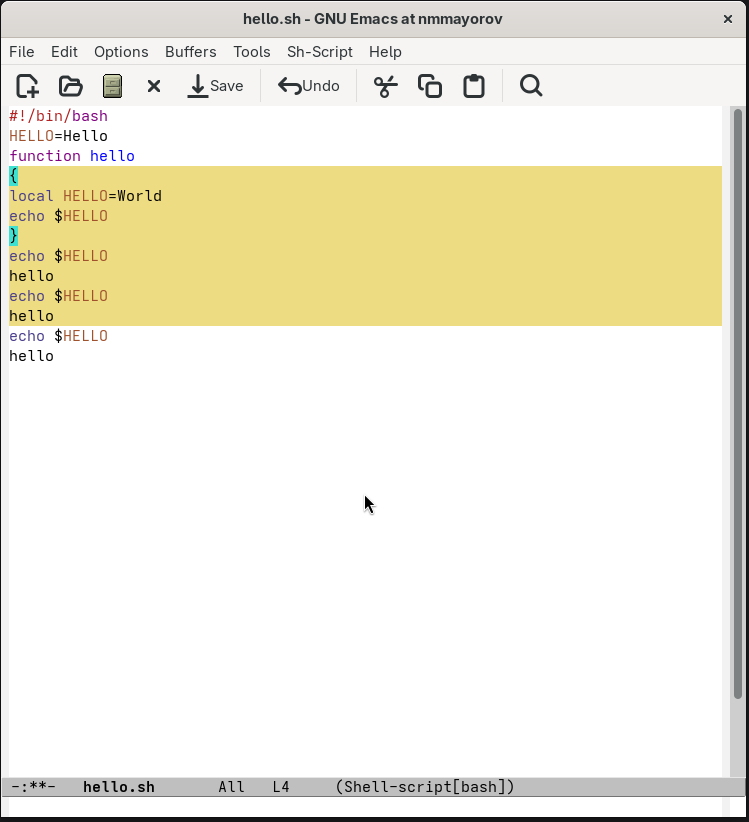 hello.sh - GNU Emacs at nmmayorov
File Edit Options Buffers Tools Sh-Script Help
Save Undo
#!/bin/bash
HELLO=Hello
function hello
{
local HELLO=World
echo $HELLO
}
echo $HELLO
hello
echo $HELLO
hello
echo $HELLO
hello
-:**- hello.sh All L4 (Shell-script[bash])